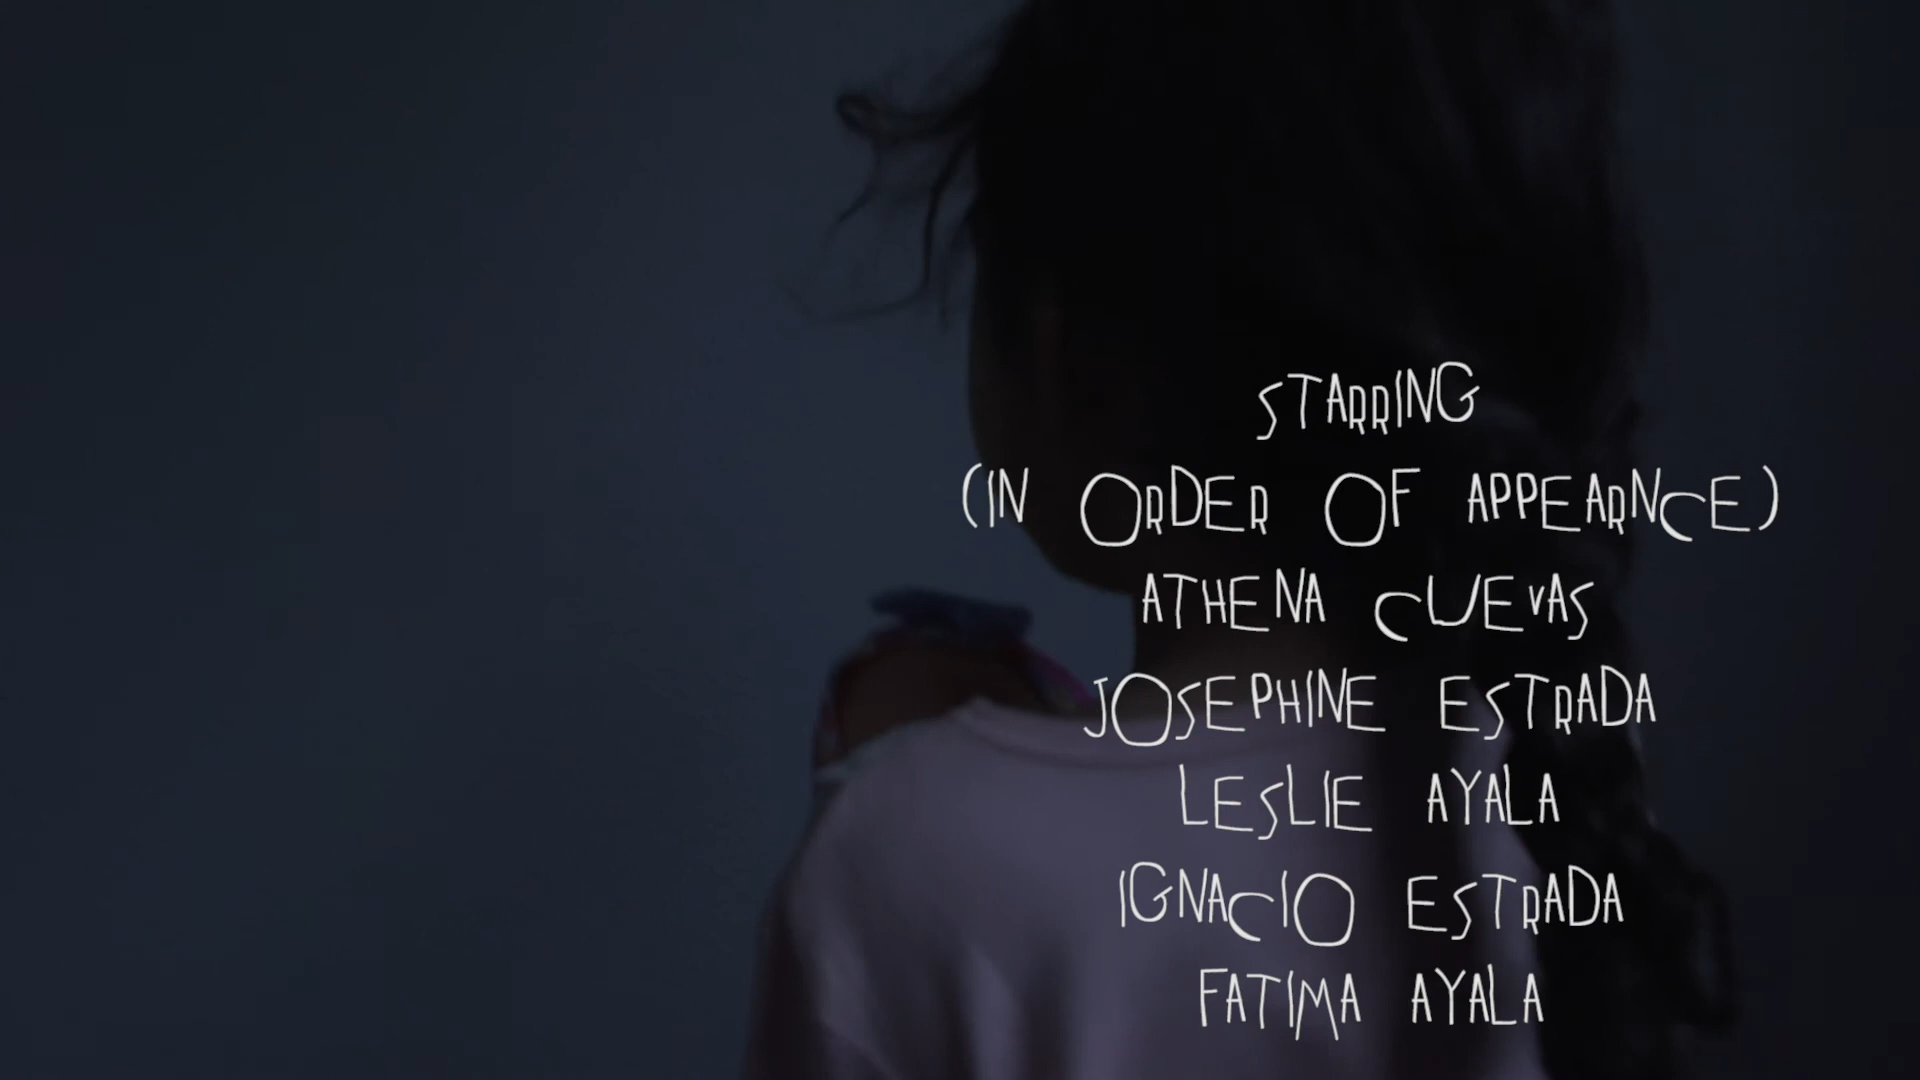 STARRING
(IN ORDER OF APPEARNCE)
ATHENA CUEVAS
JOSEPHINE ESTRADA
LESLIE AYALA
IGNACIO ESTRADA
FATIMA AYALA